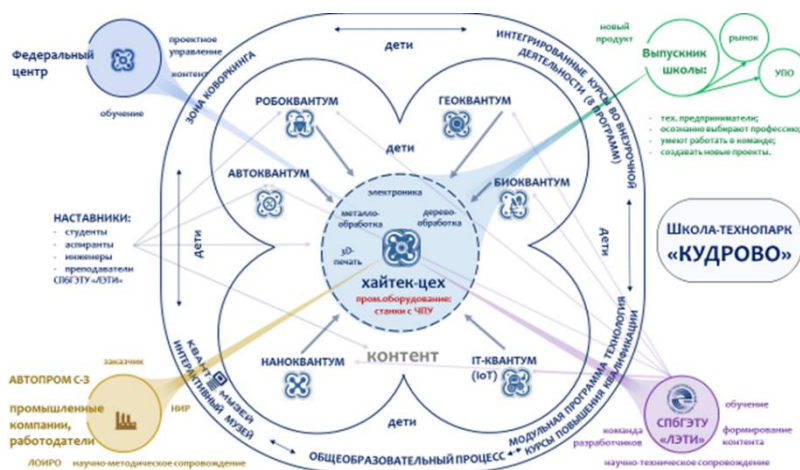 Федеральный
центр
проектное
управление
контент
обучение
ЗОНА КОВОРКИНГА
дети
ИНТЕГРИРОВАННЫЕ КУРСЫ ВО ВНЕУРОЧНОЙ
ДЕЯТЕЛЬНОСТИ (8 ПРОГРАММ)
новый
продукт
Выпускник
школы:
рынок
УПО
- тех. предприниматели;
- осознанно выбирают профессию;
- умеют работать в команде;
- создавать новые проекты.
РОБОКВАНТУМ
ГЕОКВАНТУМ
дети
АВТОКВАНТУМ
БИОКВАНТУМ
электроника
металло-
обработка
дерево-
обработка
3D-
печать
хайтек-цех
пром.оборудование:
станки с ЧПУ
НАСТАВНИКИ:
- студенты
- аспиранты
- инженеры
- преподаватели
СПбГЭТУ «ЛЭТИ»
дети
дети
ШКОЛА-ТЕХНОПАРК
«КУДРОВО»
НАНОКВАНТУМ
контент
IT-КВАНТУМ
(IoT)
дети
КВАНТОМУЗЕЙ
ИНТЕРАКТИВНЫЙ МУЗЕЙ
ОБЩЕОБРАЗОВАТЕЛЬНЫЙ ПРОЦЕСС
МОДУЛЬНАЯ ПРОГРАММА ТЕХНОЛОГИЯ
КУРСЫ ПОВЫШЕНИЯ КВАЛИФИКАЦИИ
заказчик
АВТОПРОМ С-З
промышленные
компании,
работодатели
НИР
ЛОИРО
научно-методическое сопровождение
СПБГЭТУ
«ЛЭТИ»
обучение
формирование
контента
команда
разработчиков
научно-техническое сопровождение